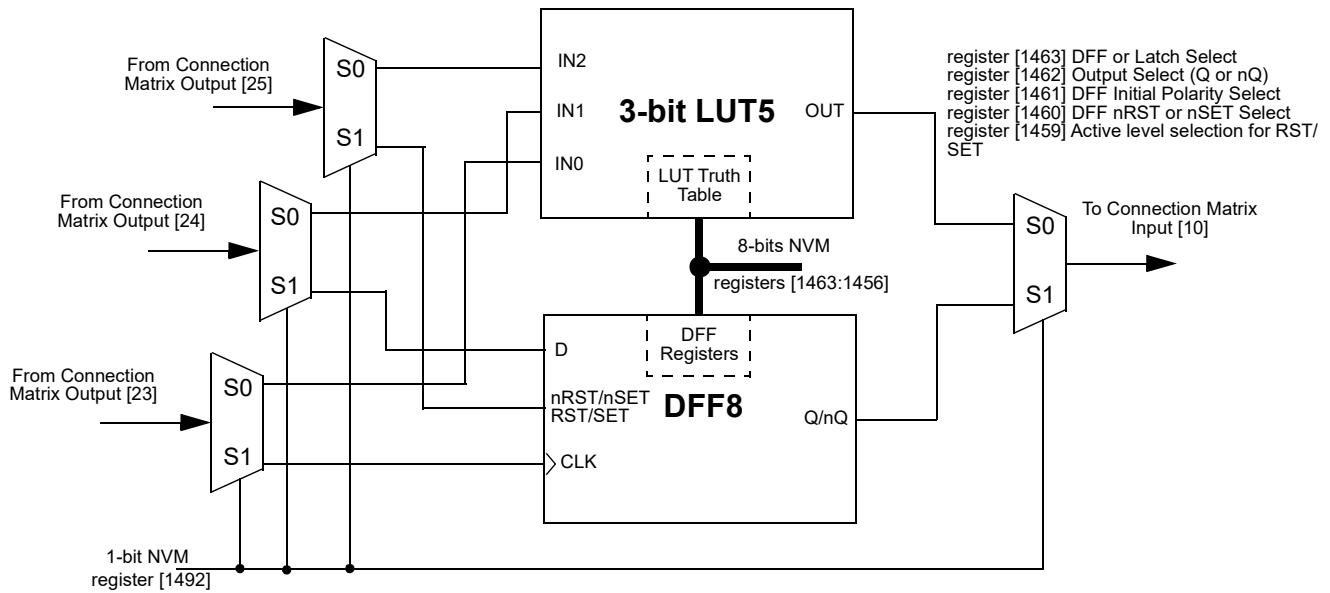 From Connection
Matrix Output [25]
S0
S1
IN2
IN1
IN0
3-bit LUT5
OUT
LUT Truth
Table
register [1463] DFF or Latch Select
register [1462] Output Select (Q or nQ)
register [1461] DFF Initial Polarity Select
register [1460] DFF nRST or nSET Select
register [1459] Active level selection for RST/
SET
From Connection
Matrix Output [24]
S0
S1
8-bits NVM
registers [1463:1456]
S0
S1
To Connection Matrix
Input [10]
From Connection
Matrix Output [23]
S0
S1
D
nRST/nSET
RST/SET
CLK
DFF
Registers
DFF8
Q/nQ
1-bit NVM
register [1492]